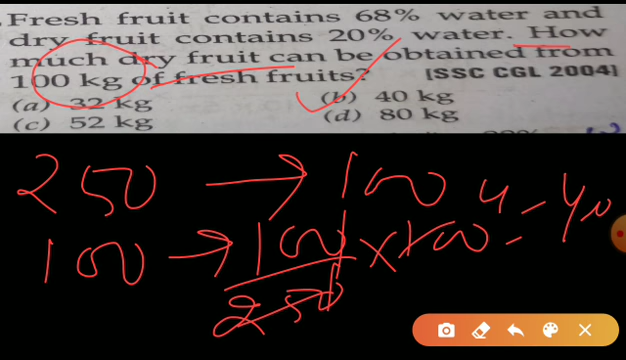 Fresh fruit contains 68% water and
dry fruit contains 20% water. How
much dry fruit can be obtained from
100 kg of fresh fruits? [SSC CGL 2004]
(a) 32 kg (b) 40 kg
(c) 52 kg (d) 80 kg
250 → 100 4 = 40
100 → 100/250 × 100 =